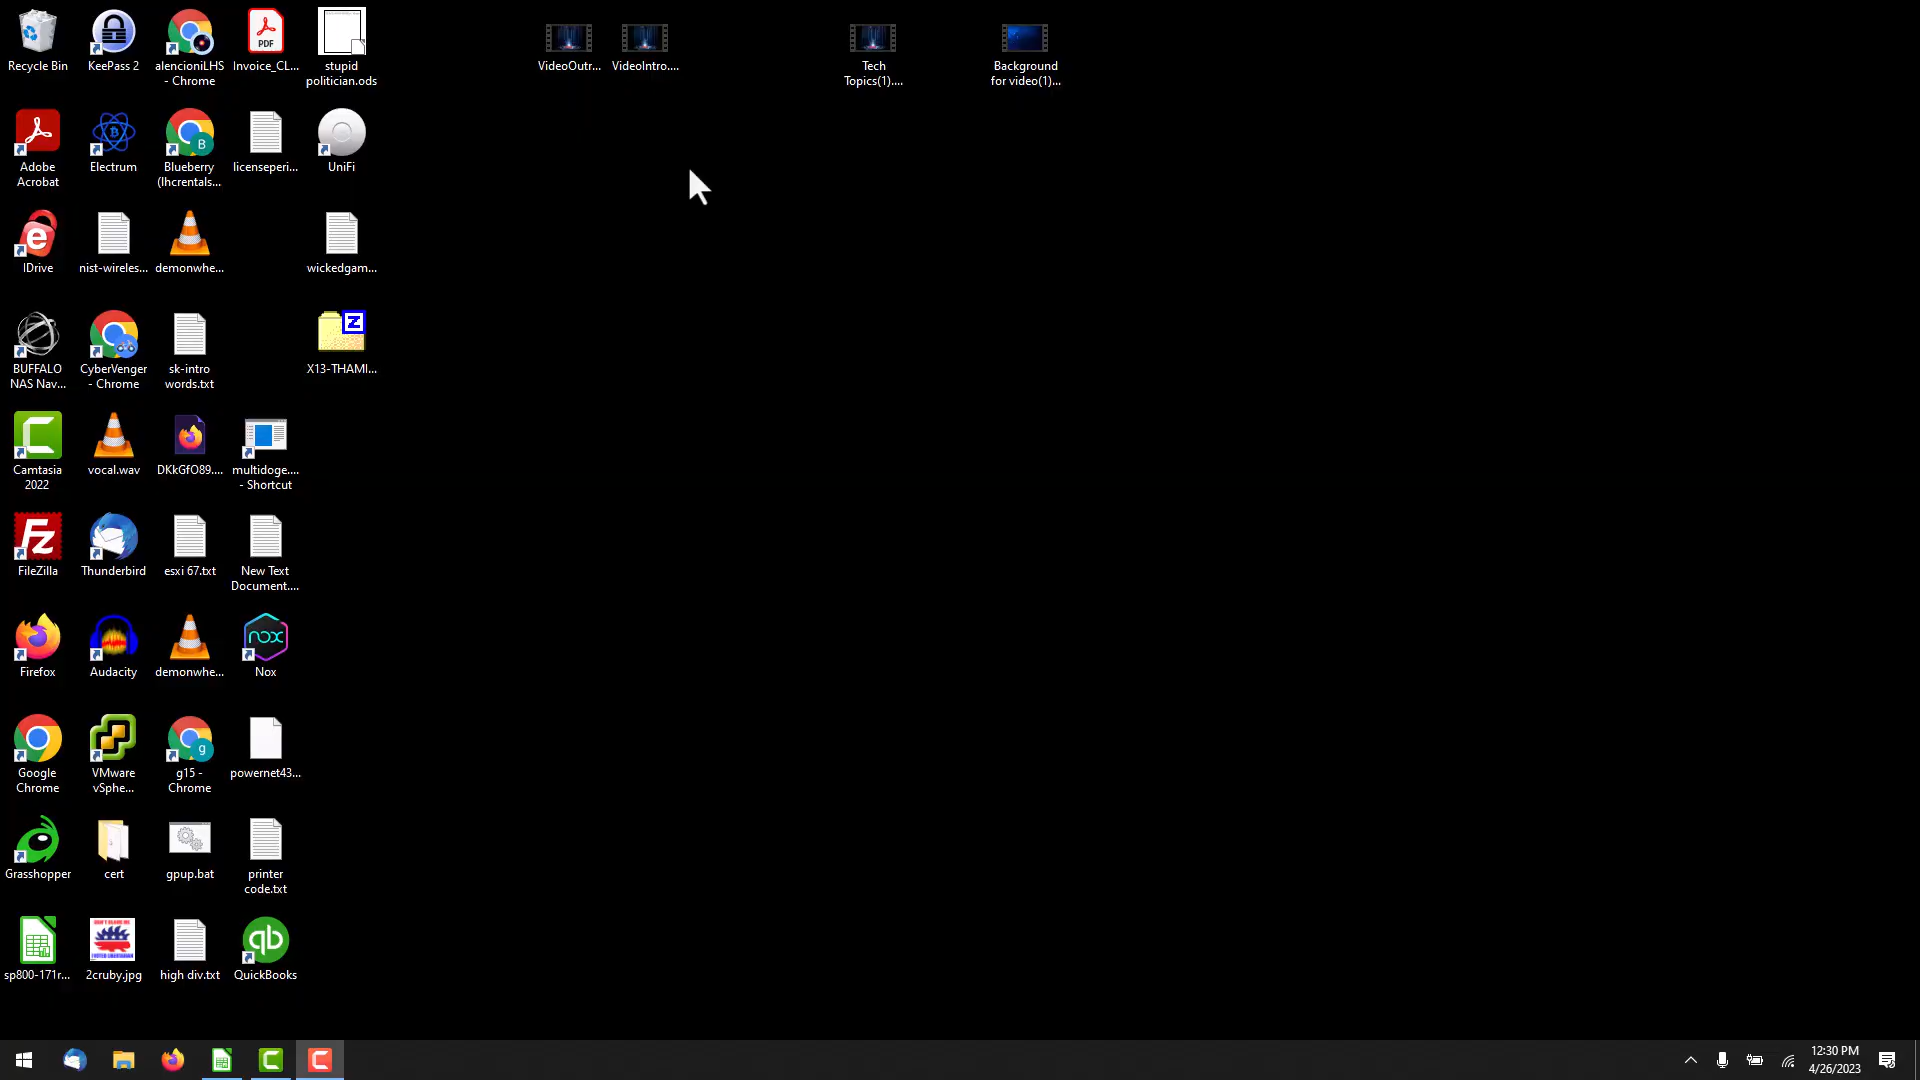 Recycle Bin
KeePass 2
alencioniLHS
- Chrome
Invoice_CL...
stupid
politician.ods
VideoOutr...
VideoIntro....
Tech
Topics(1)....
Background
for video(1)...
Adobe
Acrobat
Electrum
Blueberry
(lhcrentals...
licenseperi...
UniFi
IDrive
nist-wireles...
demonwhe...
wickedgam...
BUFFALO
NAS Nav...
CyberVenger
- Chrome
sk-intro
words.txt
X13-THAMI...
Camtasia
2022
vocal.wav
DKkGfO89....
multidoge....
- Shortcut
FileZilla
Thunderbird
esxi 67.txt
New Text
Document....
Firefox
Audacity
demonwhe...
Nox
Google
Chrome
VMware
vSphe...
g15 -
Chrome
powernet43...
Grasshopper
cert
gpup.bat
printer
code.txt
sp800-171r...
2cruby.jpg
high div.txt
QuickBooks
12:30 PM
4/26/2023